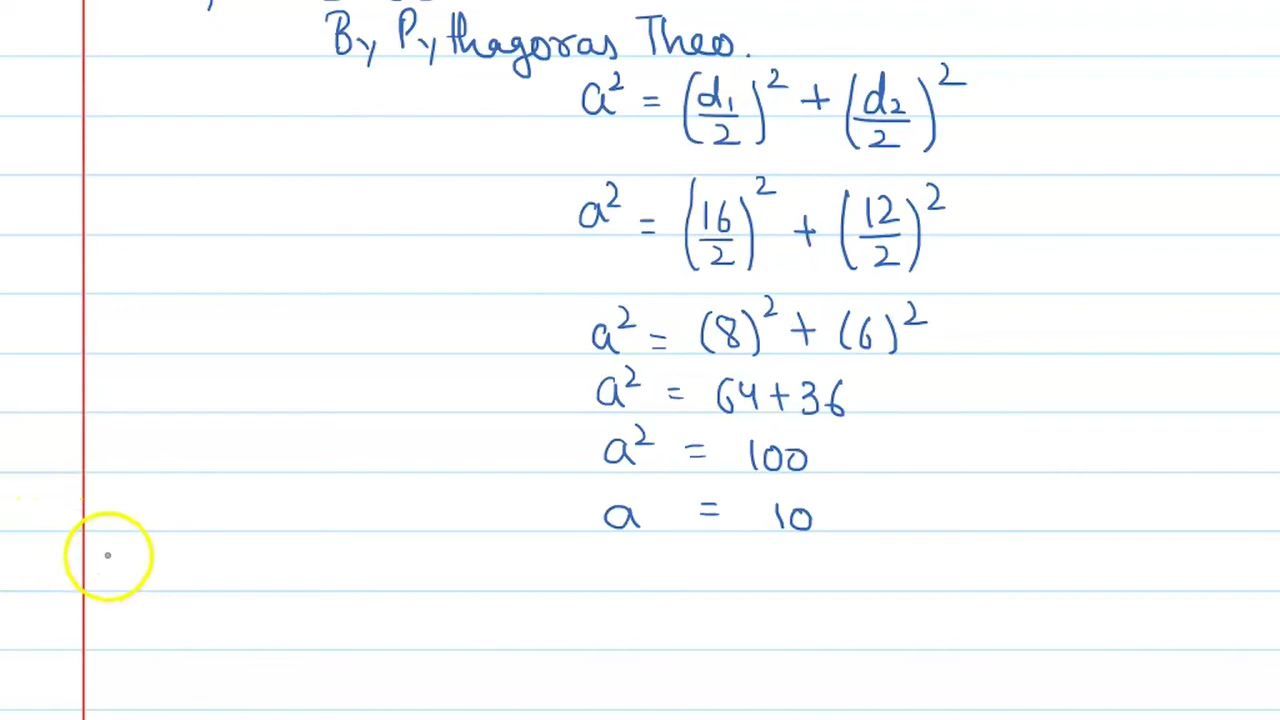 By Pythagoras Theo.
a² = (d₁/2)² + (d₂/2)²
a² = (16/2)² + (12/2)²
a² = (8)² + (6)²
a² = 64+36
a² = 100
a = 10